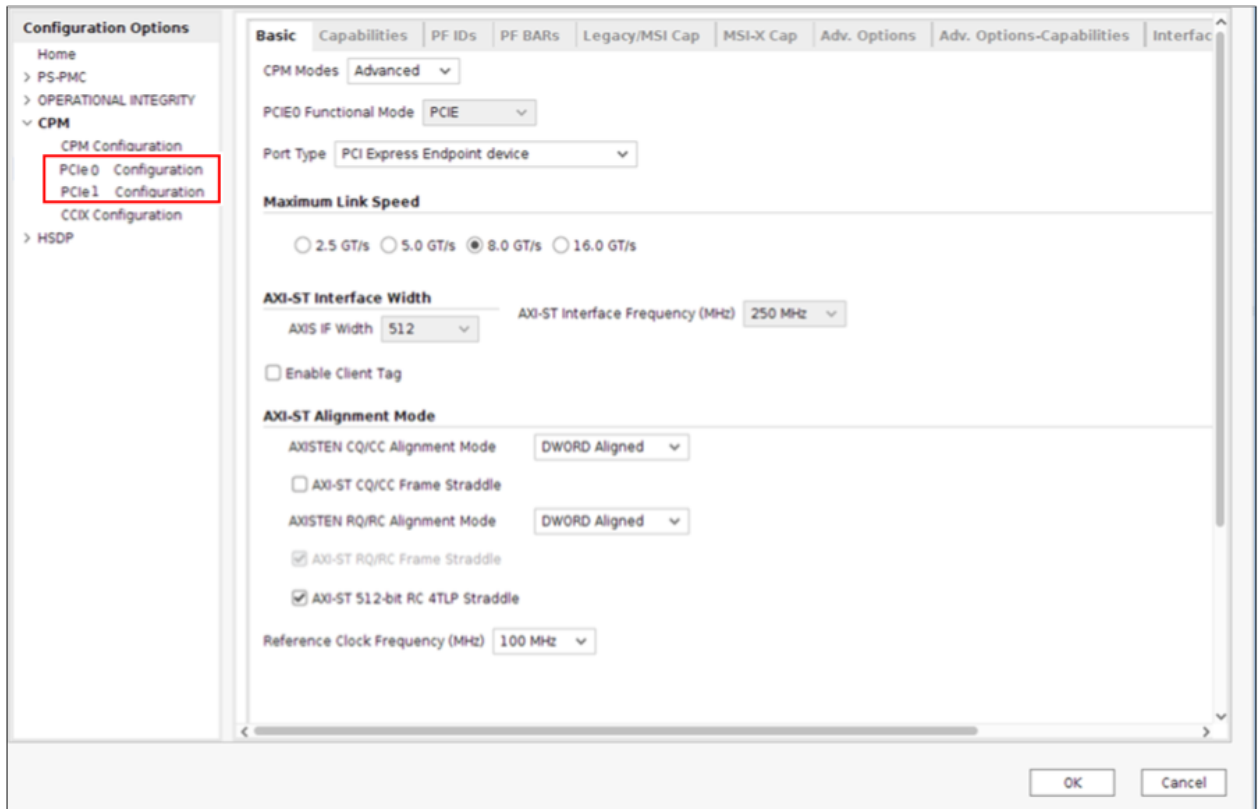 Configuration Options
Home
PS-PMC
OPERATIONAL INTEGRITY
CPM
CPM Configuration
PCIe 0 Configuration
PCIe 1 Configuration
CCIX Configuration
HSDP
Basic Capabilities PF IDs PF BARs Legacy/MSI Cap MSI-X Cap Adv. Options Adv. Options-Capabilities Interfac
CPM Modes Advanced
PCIE0 Functional Mode PCIE
Port Type PCI Express Endpoint device
Maximum Link Speed
2.5 GT/s 5.0 GT/s 8.0 GT/s 16.0 GT/s
AXI-ST Interface Width
AXI-ST Interface Frequency (MHz) 250 MHz
AXIS IF Width 512
Enable Client Tag
AXI-ST Alignment Mode
AXISTEN CQ/CC Alignment Mode DWORD Aligned
AXI-ST CQ/CC Frame Straddle
AXISTEN RQ/RC Alignment Mode DWORD Aligned
AXI-ST RQ/RC Frame Straddle
AXI-ST 512-bit RC 4TLP Straddle
Reference Clock Frequency (MHz) 100 MHz
OK Cancel